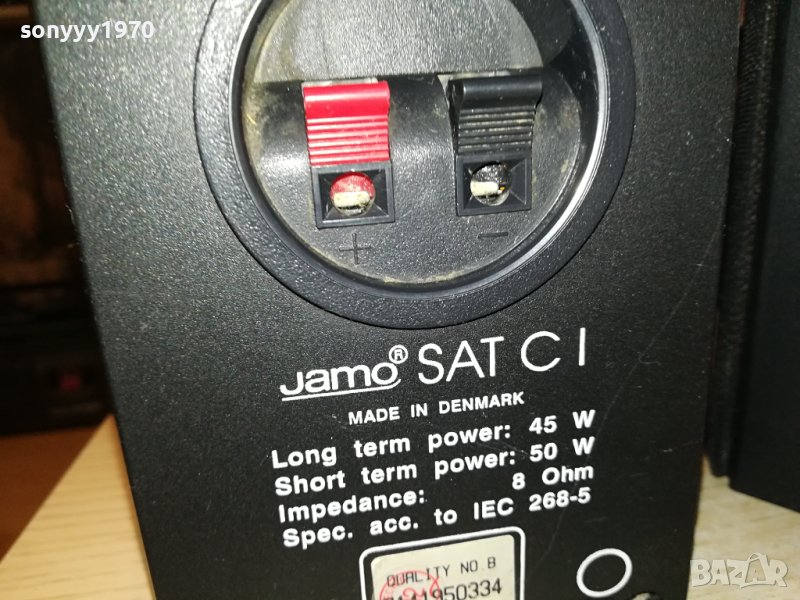 sonyyy1970
+ −
Jamo® SAT C I
MADE IN DENMARK
Long term power: 45 W
Short term power: 50 W
Impedance: 8 Ohm
Spec. acc. to IEC 268-5
QUALITY NO. B
BAZAR